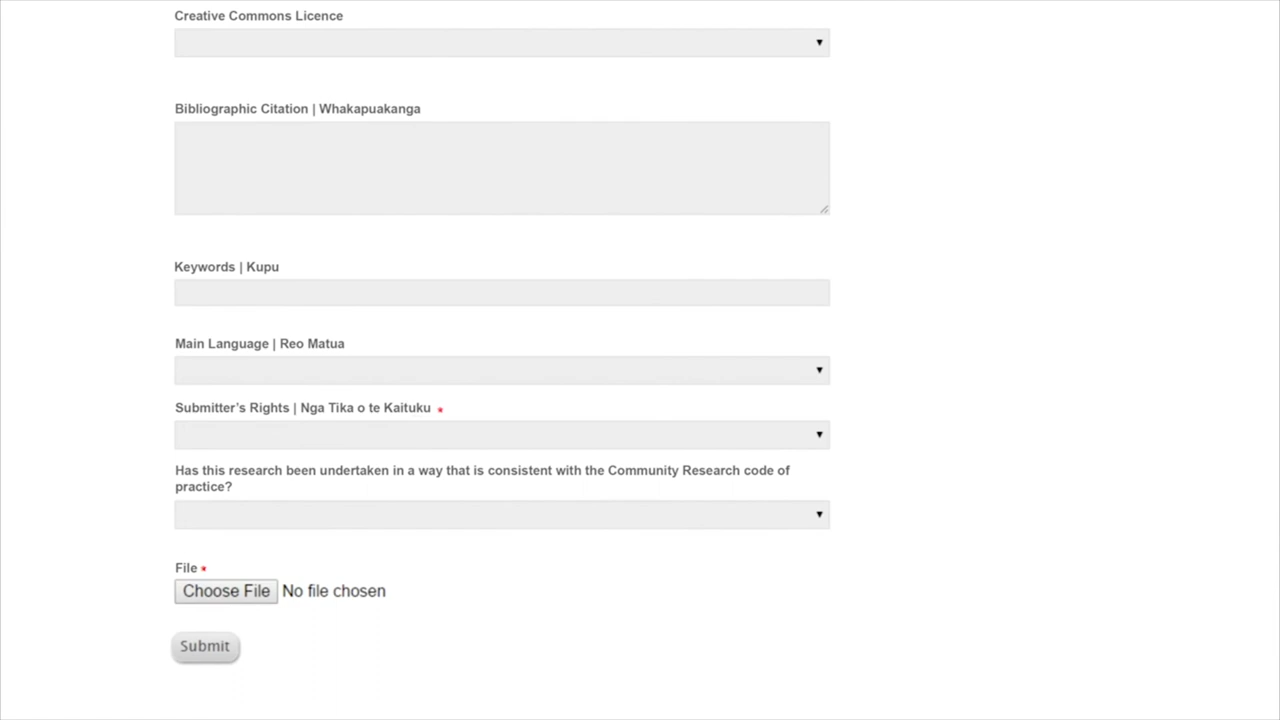 Creative Commons Licence
Bibliographic Citation | Whakapuakanga
Keywords | Kupu
Main Language | Reo Matua
Submitter's Rights | Nga Tika o te Kaituku *
Has this research been undertaken in a way that is consistent with the Community Research code of
practice?
File *
Choose File No file chosen
Submit